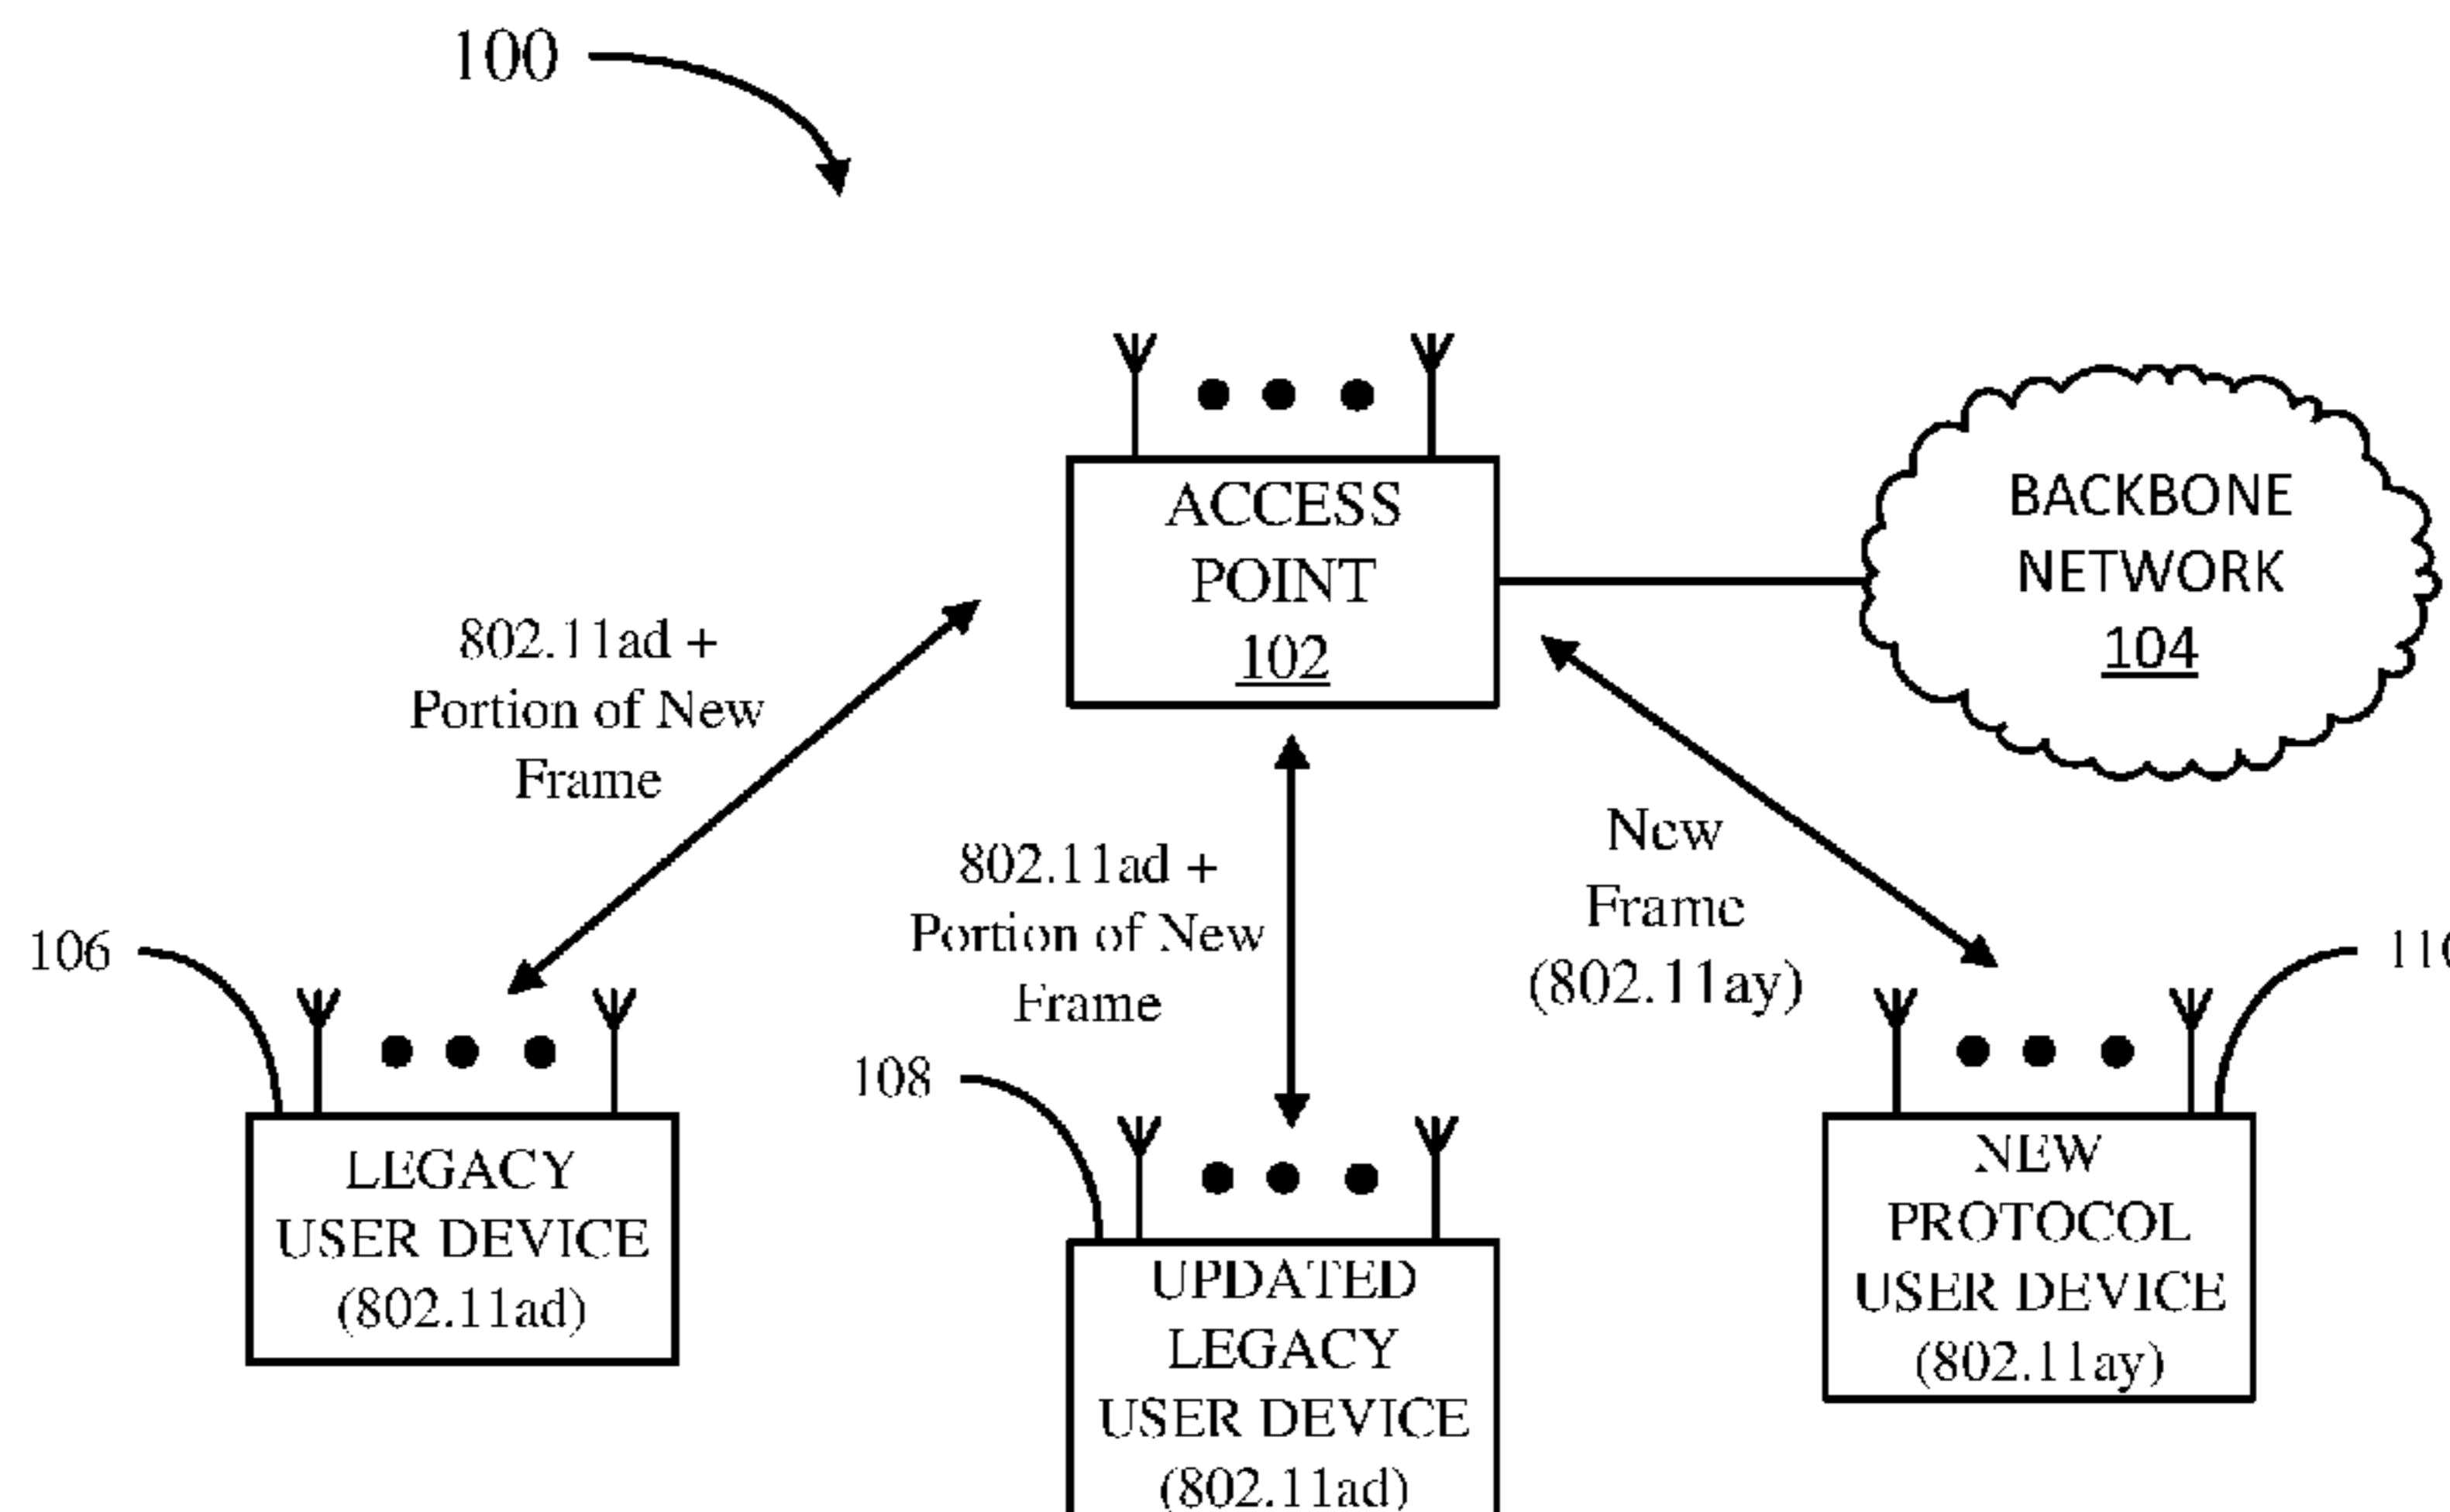 100
ACCESS
POINT
102
BACKBONE
NETWORK
104
802.11ad +
Portion of New
Frame
802.11ad +
Portion of New
Frame
New
Frame
(802.11ay)
106
108
LEGACY
USER DEVICE
(802.11ad)
UPDATED
LEGACY
USER DEVICE
(802.11ad)
NEW
PROTOCOL
USER DEVICE
(802.11ay)